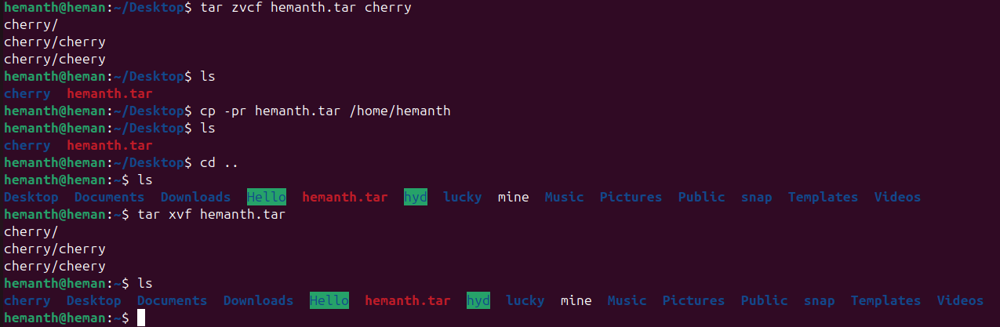 hemanth@heman:~/Desktop$ tar zvcf hemanth.tar cherry
cherry/
cherry/cherry
cherry/cheery
hemanth@heman:~/Desktop$ ls
cherry  hemanth.tar
hemanth@heman:~/Desktop$ cp -pr hemanth.tar /home/hemanth
hemanth@heman:~/Desktop$ ls
cherry  hemanth.tar
hemanth@heman:~/Desktop$ cd ..
hemanth@heman:~$ ls
Desktop  Documents  Downloads  Hello  hemanth.tar  hyd  lucky  mine  Music  Pictures  Public  snap  Templates  Videos
hemanth@heman:~$ tar xvf hemanth.tar
cherry/
cherry/cherry
cherry/cheery
hemanth@heman:~$ ls
cherry  Desktop  Documents  Downloads  Hello  hemanth.tar  hyd  lucky  mine  Music  Pictures  Public  snap  Templates  Videos
hemanth@heman:~$